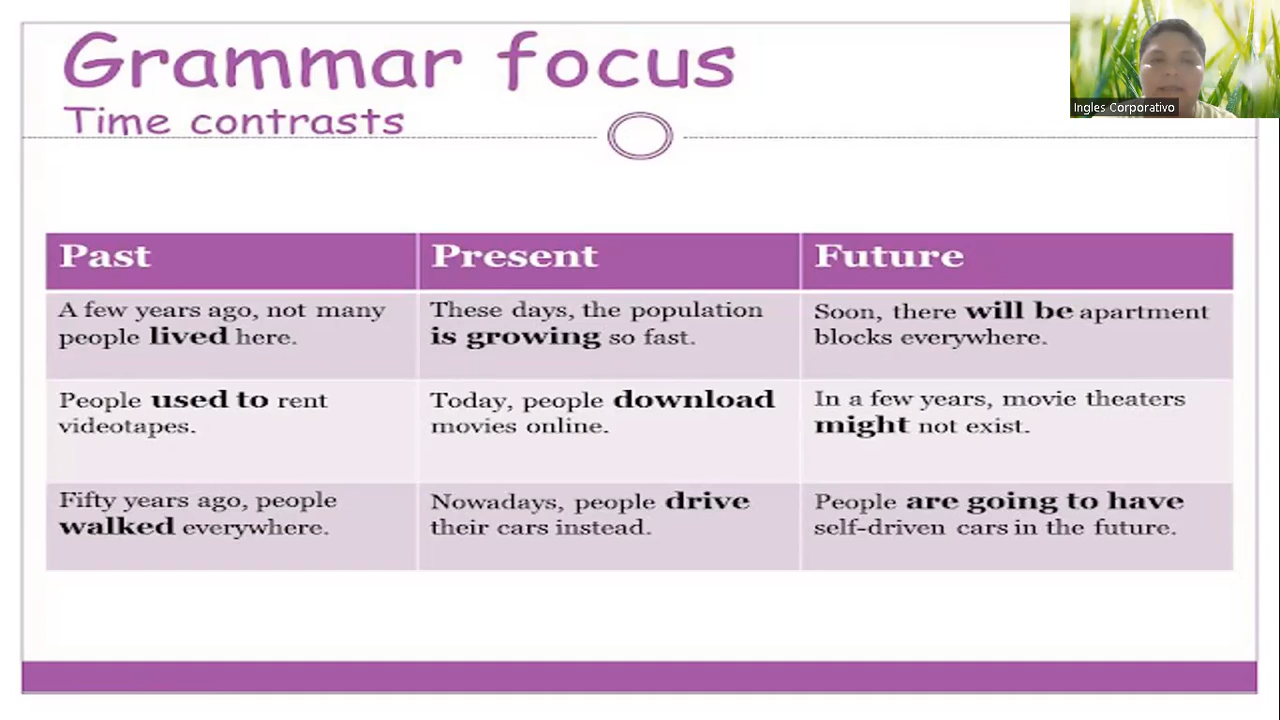 Grammar focus
Time contrasts
Ingles Corporativo
Past
Present
Future
A few years ago, not many
people lived here.
These days, the population
is growing so fast.
Soon, there will be apartment
blocks everywhere.
People used to rent
videotapes.
Today, people download
movies online.
In a few years, movie theaters
might not exist.
Fifty years ago, people
walked everywhere.
Nowadays, people drive
their cars instead.
People are going to have
self-driven cars in the future.